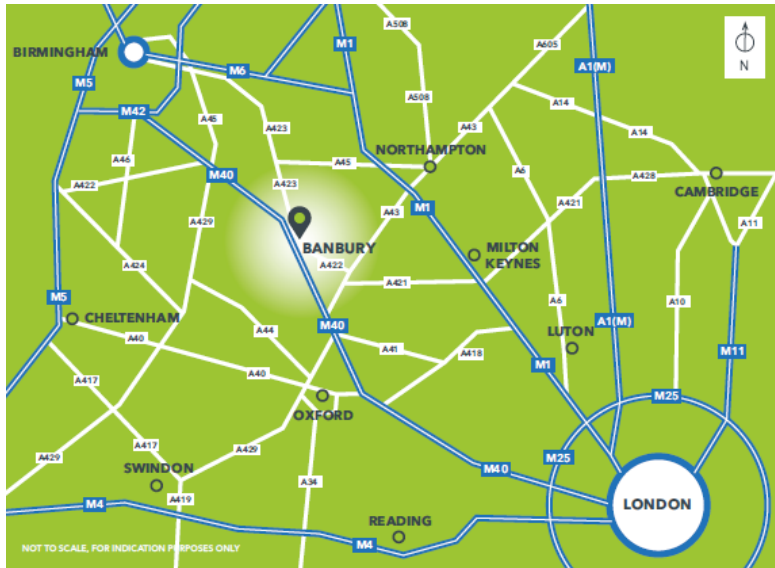 A508
A605
M1
BIRMINGHAM
M6
A1(M)
N
M5
A508
A14
M42
A45
A423
A43
A14
A46
NORTHAMPTON
A45
A6
M40
A428
CAMBRIDGE
A422
A423
A421
A43
M1
A429
A11
BANBURY
MILTON
KEYNES
A424
A422
A421
M5
A6
A10
CHELTENHAM
A44
M40
A1(M)
LUTON
A40
A41
A418
M11
M1
A40
A417
M25
OXFORD
A417
A429
A429
M25
SWINDON
M40
A34
A419
M4
LONDON
READING
M4
NOT TO SCALE, FOR INDICATION PURPOSES ONLY